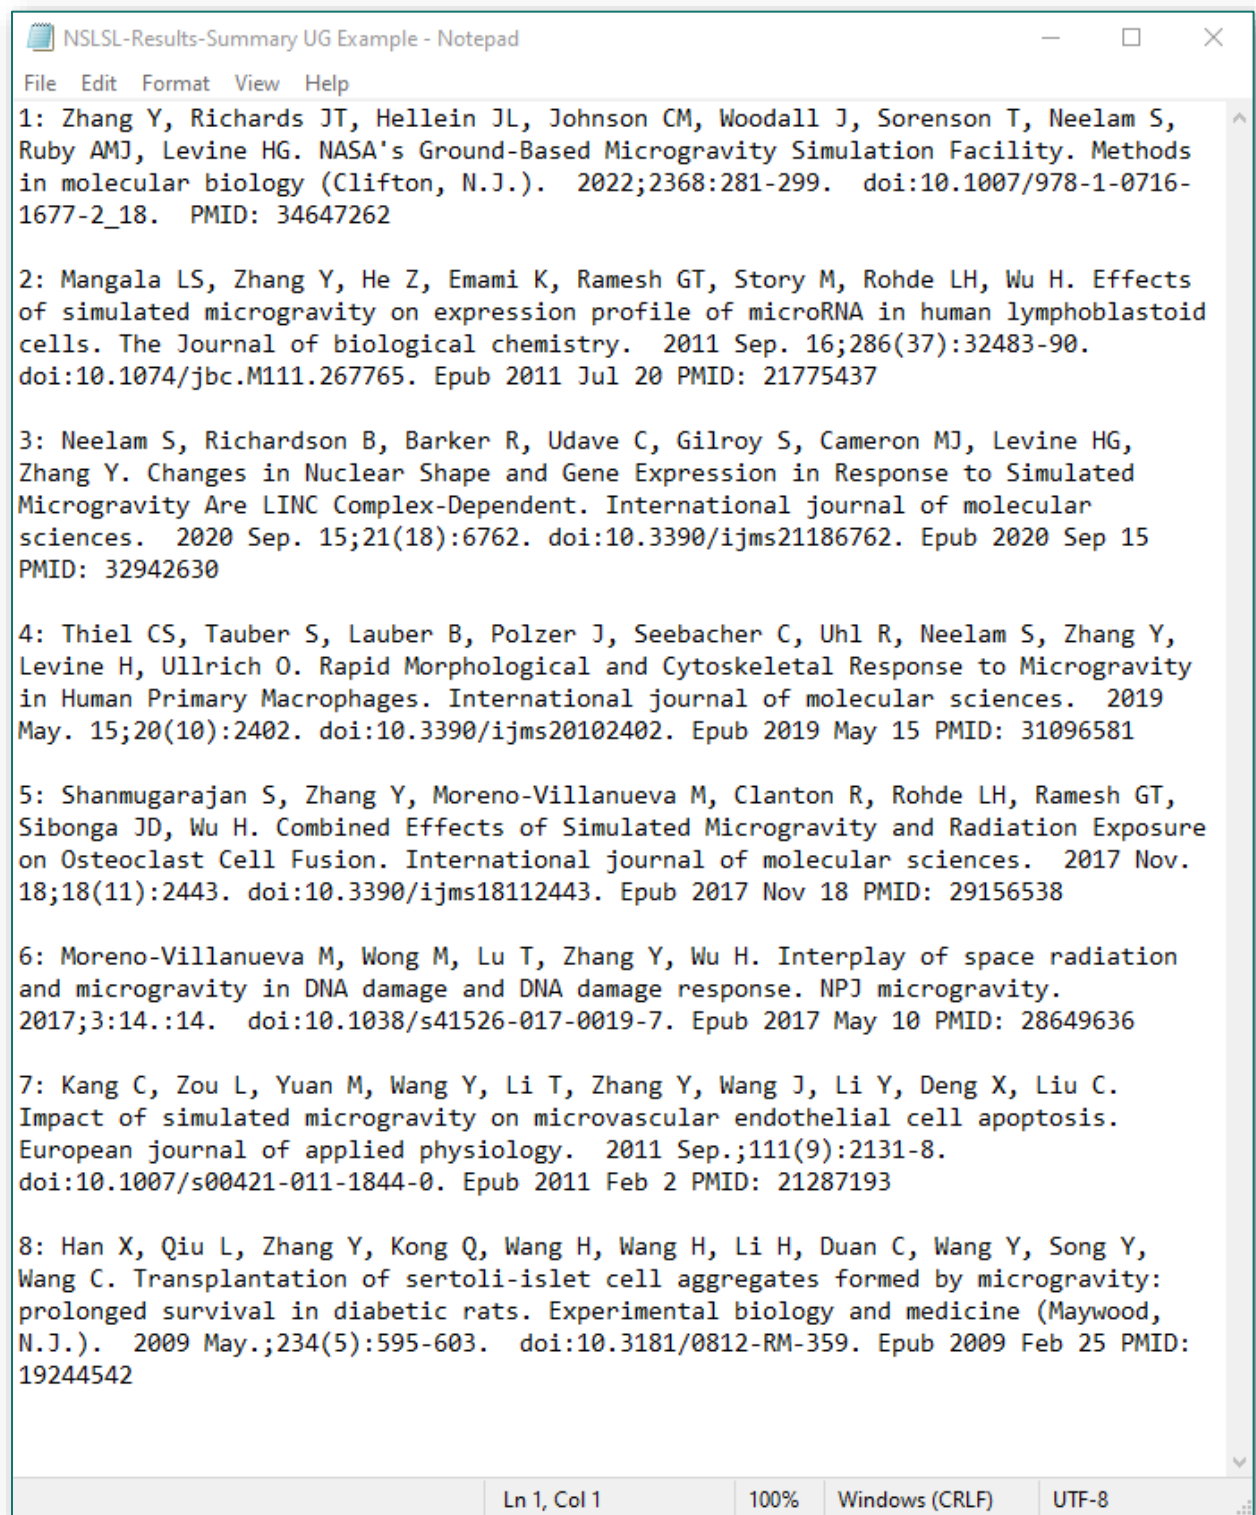 NSLSL-Results-Summary UG Example - Notepad
File Edit Format View Help
1: Zhang Y, Richards JT, Hellein JL, Johnson CM, Woodall J, Sorenson T, Neelam S,
Ruby AMJ, Levine HG. NASA's Ground-Based Microgravity Simulation Facility. Methods
in molecular biology (Clifton, N.J.).  2022;2368:281-299.  doi:10.1007/978-1-0716-
1677-2_18.  PMID: 34647262

2: Mangala LS, Zhang Y, He Z, Emami K, Ramesh GT, Story M, Rohde LH, Wu H. Effects
of simulated microgravity on expression profile of microRNA in human lymphoblastoid
cells. The Journal of biological chemistry.  2011 Sep. 16;286(37):32483-90.
doi:10.1074/jbc.M111.267765. Epub 2011 Jul 20 PMID: 21775437

3: Neelam S, Richardson B, Barker R, Udave C, Gilroy S, Cameron MJ, Levine HG,
Zhang Y. Changes in Nuclear Shape and Gene Expression in Response to Simulated
Microgravity Are LINC Complex-Dependent. International journal of molecular
sciences.  2020 Sep. 15;21(18):6762. doi:10.3390/ijms21186762. Epub 2020 Sep 15
PMID: 32942630

4: Thiel CS, Tauber S, Lauber B, Polzer J, Seebacher C, Uhl R, Neelam S, Zhang Y,
Levine H, Ullrich O. Rapid Morphological and Cytoskeletal Response to Microgravity
in Human Primary Macrophages. International journal of molecular sciences.  2019
May. 15;20(10):2402. doi:10.3390/ijms20102402. Epub 2019 May 15 PMID: 31096581

5: Shanmugarajan S, Zhang Y, Moreno-Villanueva M, Clanton R, Rohde LH, Ramesh GT,
Sibonga JD, Wu H. Combined Effects of Simulated Microgravity and Radiation Exposure
on Osteoclast Cell Fusion. International journal of molecular sciences.  2017 Nov.
18;18(11):2443. doi:10.3390/ijms18112443. Epub 2017 Nov 18 PMID: 29156538

6: Moreno-Villanueva M, Wong M, Lu T, Zhang Y, Wu H. Interplay of space radiation
and microgravity in DNA damage and DNA damage response. NPJ microgravity.
2017;3:14.:14.  doi:10.1038/s41526-017-0019-7. Epub 2017 May 10 PMID: 28649636

7: Kang C, Zou L, Yuan M, Wang Y, Li T, Zhang Y, Wang J, Li Y, Deng X, Liu C.
Impact of simulated microgravity on microvascular endothelial cell apoptosis.
European journal of applied physiology.  2011 Sep.;111(9):2131-8.
doi:10.1007/s00421-011-1844-0. Epub 2011 Feb 2 PMID: 21287193

8: Han X, Qiu L, Zhang Y, Kong Q, Wang H, Wang H, Li H, Duan C, Wang Y, Song Y,
Wang C. Transplantation of sertoli-islet cell aggregates formed by microgravity:
prolonged survival in diabetic rats. Experimental biology and medicine (Maywood,
N.J.).  2009 May.;234(5):595-603.  doi:10.3181/0812-RM-359. Epub 2009 Feb 25 PMID:
19244542

Ln 1, Col 1 100% Windows (CRLF) UTF-8